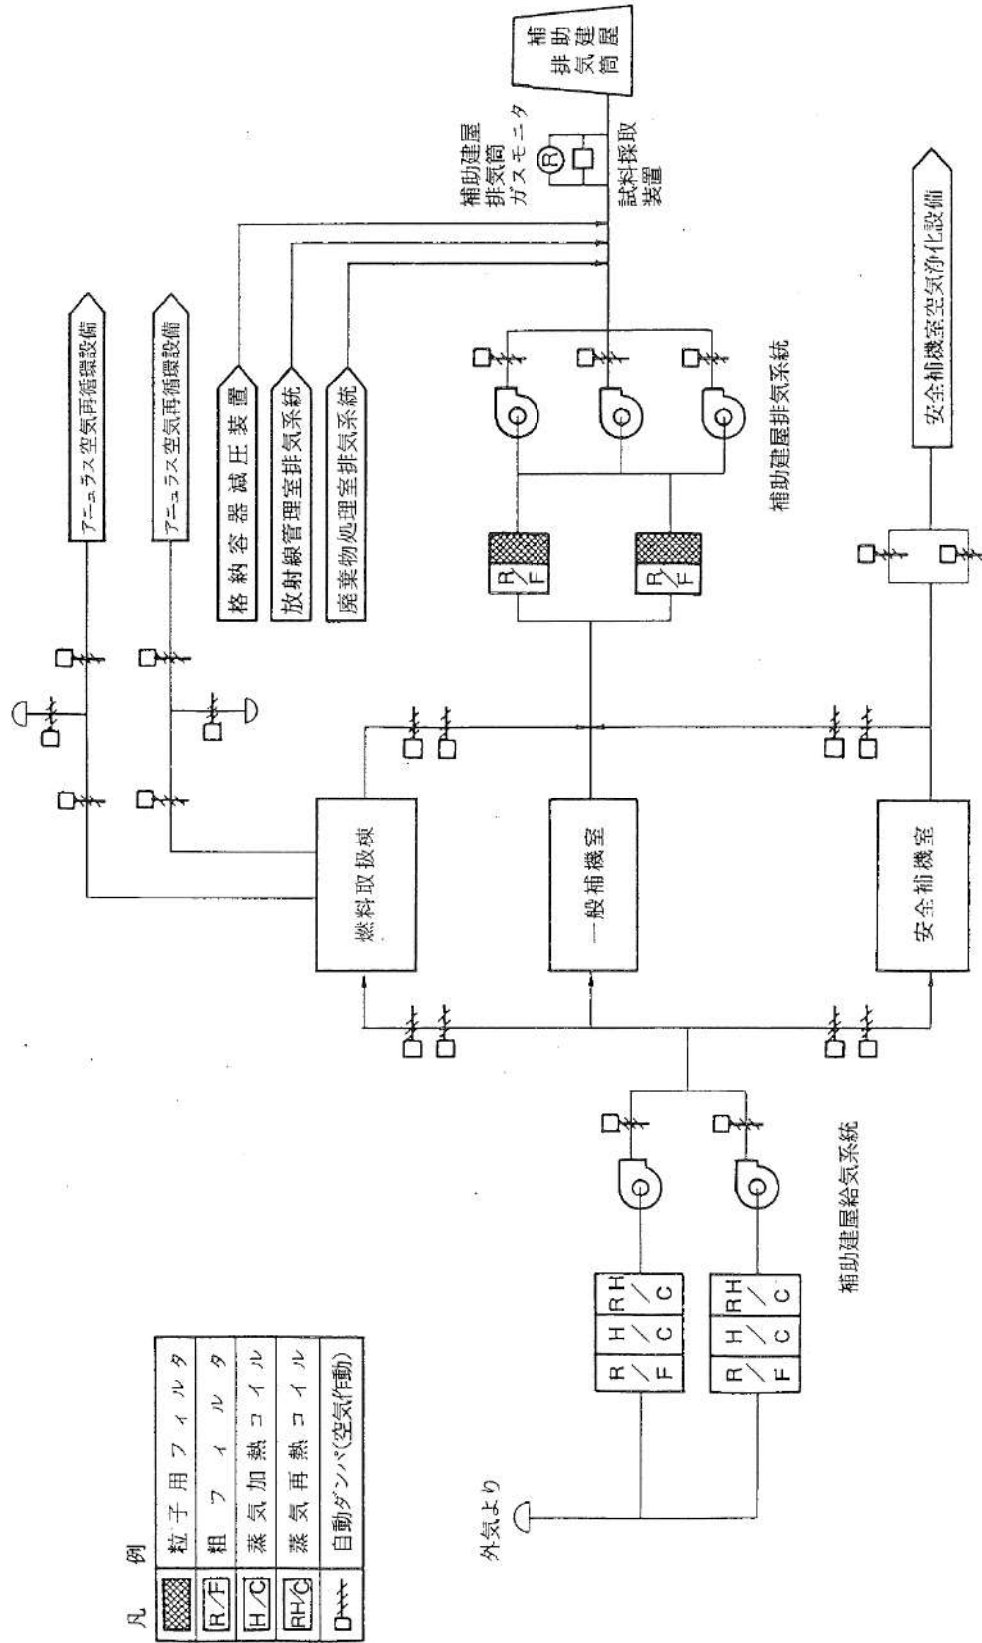 凡例
粒子用フィルタ
R/F
粗フィルタ
H/C
蒸気加熱コイル
RH/C
蒸気再熱コイル
自動ダンパ(空気作動)
外気より
R/F
H/C
RH/C
R/F
H/C
RH/C
補助建屋給気系統
燃料取扱棟
一般補機室
安全補機室
アニュラス空気再循環設備
アニュラス空気再循環設備
格納容器減圧装置
放射線管理室排気系統
廃棄物処理室排気系統
R/F
R/F
補助建屋排気系統
安全補機室空気浄化設備
補助建屋
排気筒
ガスモニタ
R
試料採取
装置
補助建屋
排気筒